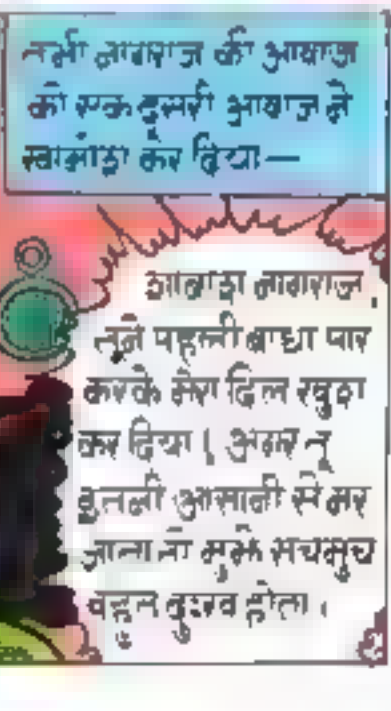 तभी नागराज की आवाज
को एक दूसरी आवाज ने
खामोश कर दिया—
शाबाश नागराज,
तूने पहली बाधा पार
करके मेरा दिल खुश
कर दिया। अगर तू
इतनी आसानी से मर
जाता तो मुझे सचमुच
बहुत दुःख होता।